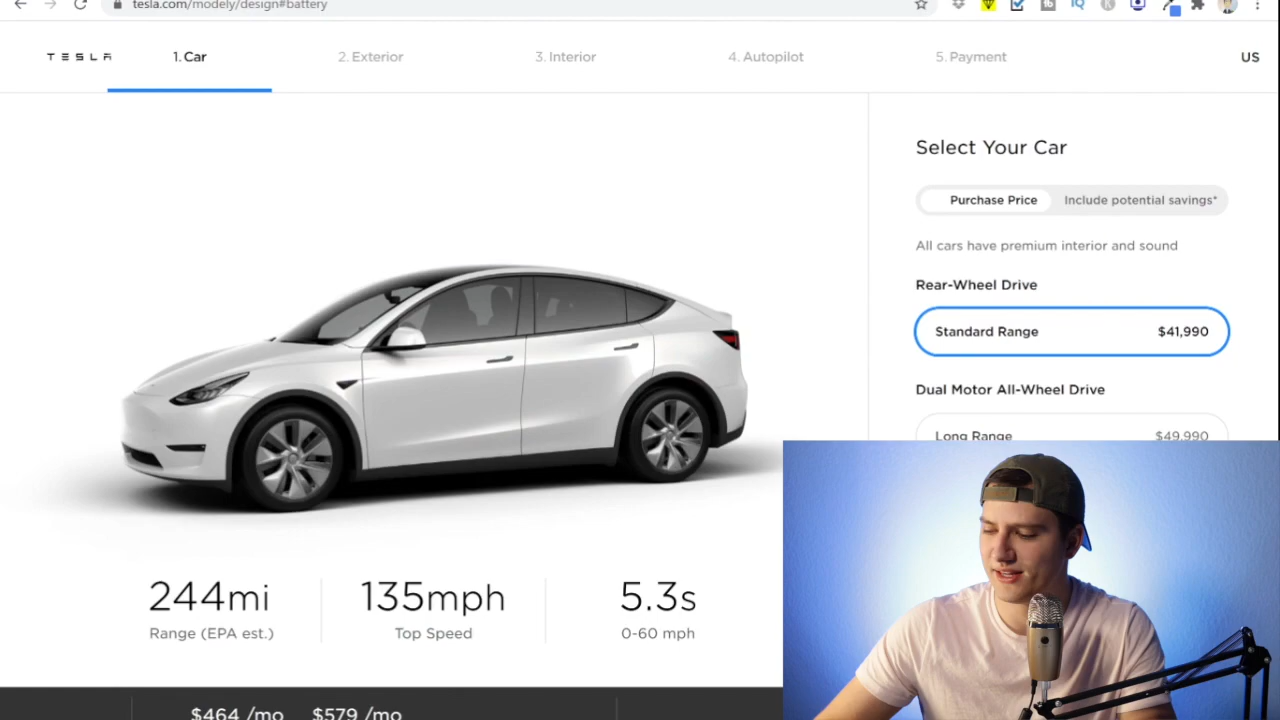 tesla.com/modely/design#battery
TESLA
1. Car
2. Exterior
3. Interior
4. Autopilot
5. Payment
US
Select Your Car
Purchase Price
Include potential savings*
All cars have premium interior and sound
Rear-Wheel Drive
Standard Range $41,990
Dual Motor All-Wheel Drive
Long Range $49,990
244mi
Range (EPA est.)
135mph
Top Speed
5.3s
0-60 mph
$464 /mo $579 /mo